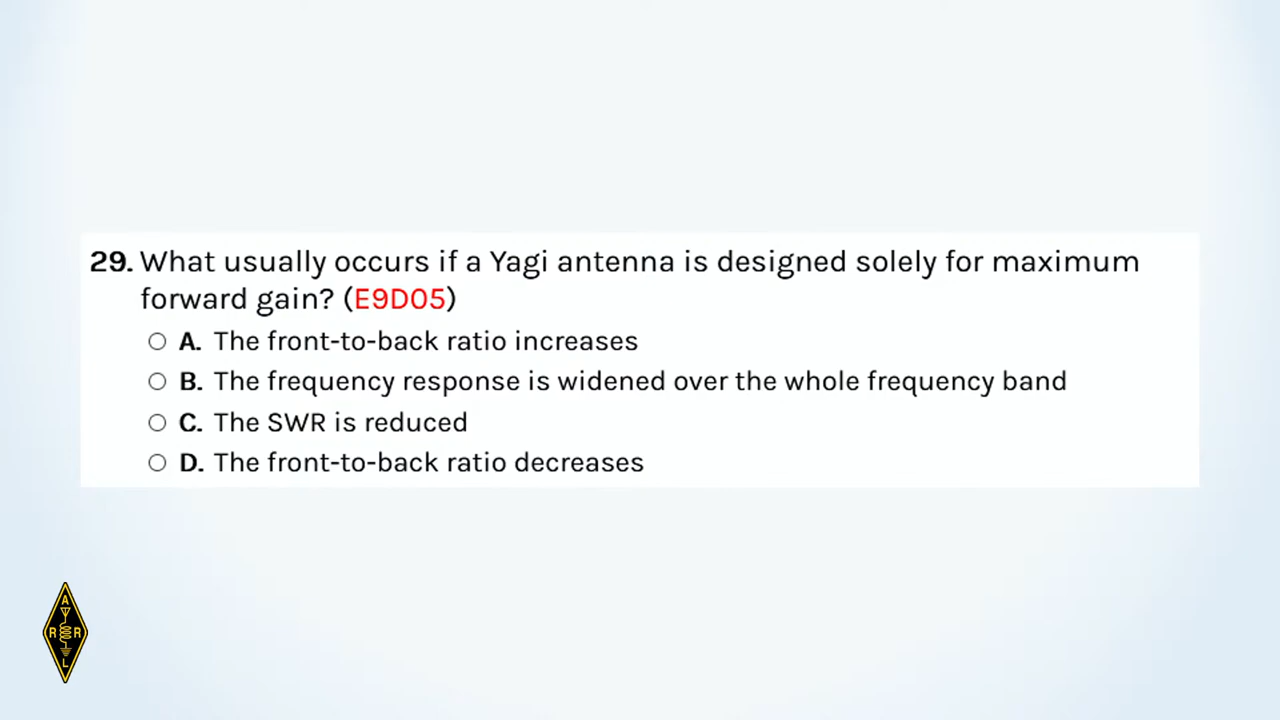 29. What usually occurs if a Yagi antenna is designed solely for maximum
forward gain? (E9D05)
A. The front-to-back ratio increases
B. The frequency response is widened over the whole frequency band
C. The SWR is reduced
D. The front-to-back ratio decreases
A
R R
L